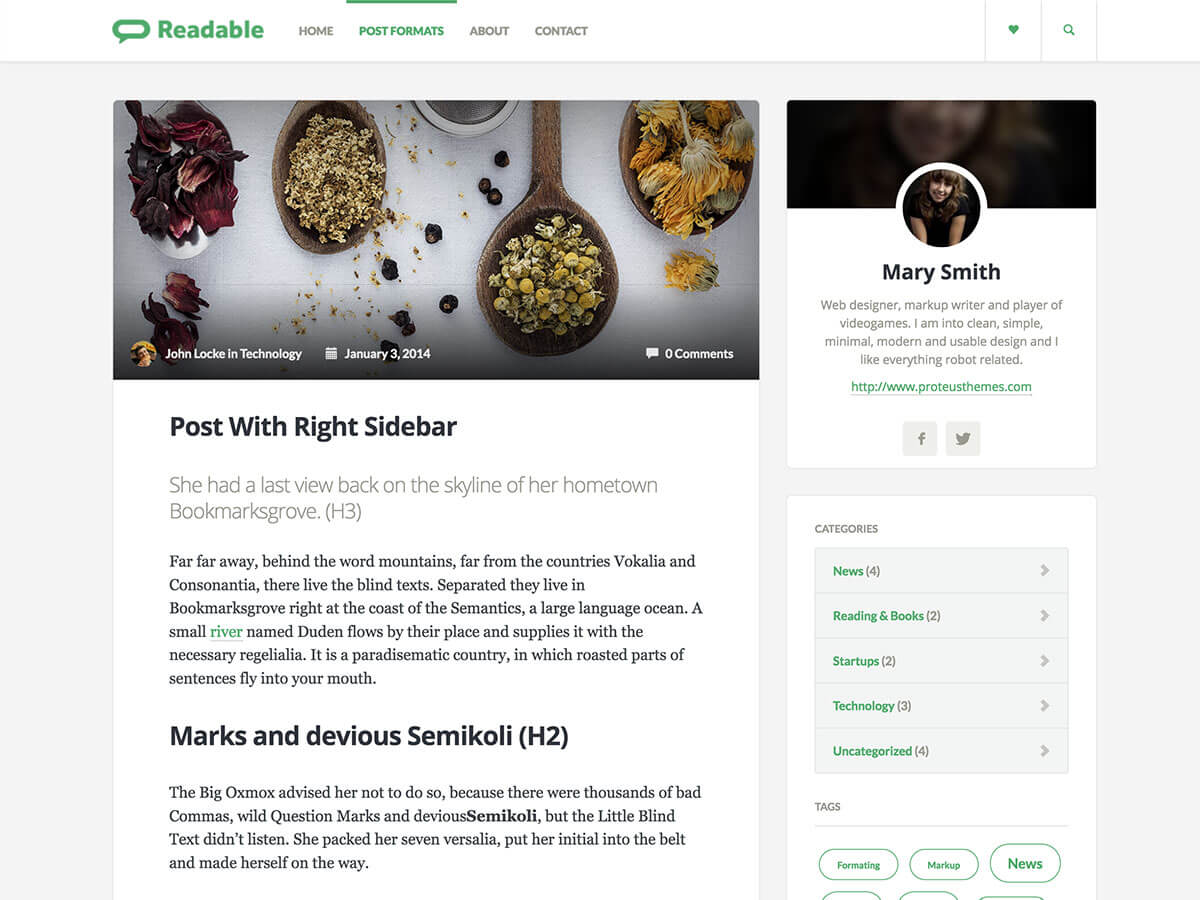 Readable
HOME
POST FORMATS
ABOUT
CONTACT
John Locke in Technology
January 3, 2014
0 Comments
Post With Right Sidebar
She had a last view back on the skyline of her hometown
Bookmarksgrove. (H3)
Far far away, behind the word mountains, far from the countries Vokalia and
Consonantia, there live the blind texts. Separated they live in
Bookmarksgrove right at the coast of the Semantics, a large language ocean. A
small river named Duden flows by their place and supplies it with the
necessary regelialia. It is a paradisematic country, in which roasted parts of
sentences fly into your mouth.
Marks and devious Semikoli (H2)
The Big Oxmox advised her not to do so, because there were thousands of bad
Commas, wild Question Marks and deviousSemikoli, but the Little Blind
Text didn’t listen. She packed her seven versalia, put her initial into the belt
and made herself on the way.
Mary Smith
Web designer, markup writer and player of
videogames. I am into clean, simple,
minimal, modern and usable design and I
like everything robot related.
http://www.proteusthemes.com
CATEGORIES
News (4)
Reading & Books (2)
Startups (2)
Technology (3)
Uncategorized (4)
TAGS
Formating
Markup
News